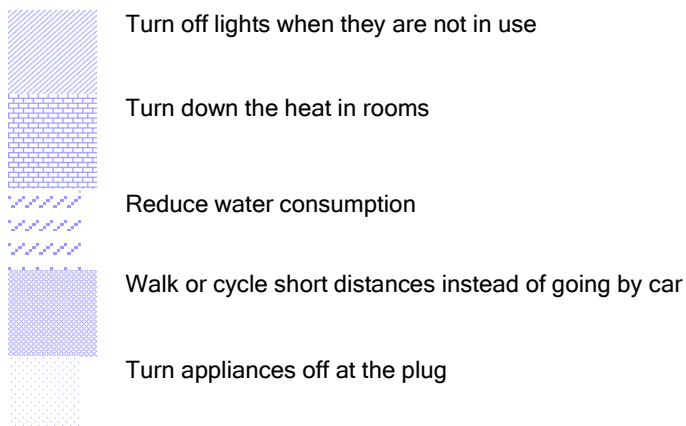 Turn off lights when they are not in use
Turn down the heat in rooms
Reduce water consumption
Walk or cycle short distances instead of going by car
Turn appliances off at the plug